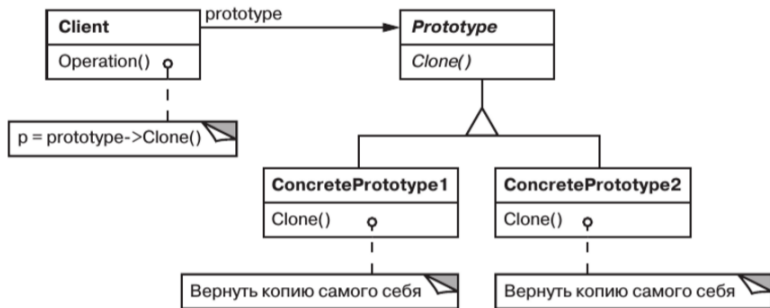 Client
prototype
Prototype
Operation()
Clone()
p = prototype->Clone()
ConcretePrototype1
ConcretePrototype2
Clone()
Clone()
Вернуть копию самого себя
Вернуть копию самого себя